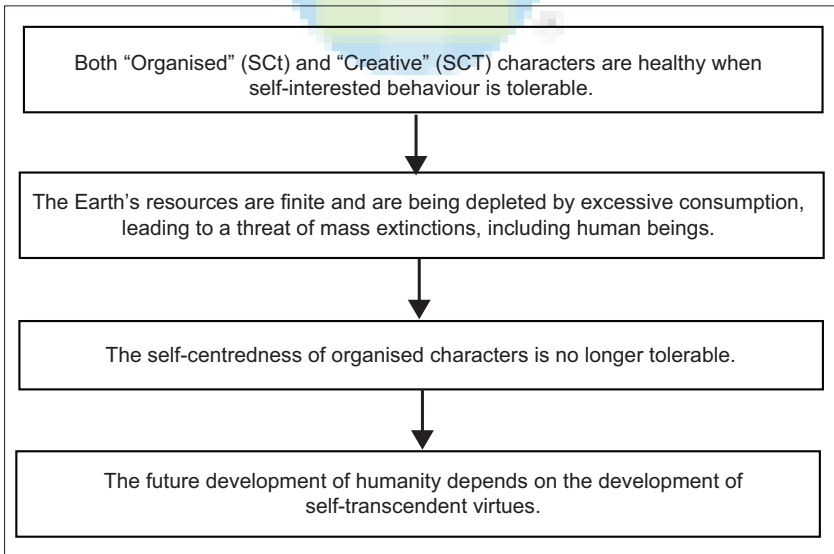 Both “Organised” (SCt) and “Creative” (SCT) characters are healthy when
self-interested behaviour is tolerable.
The Earth’s resources are finite and are being depleted by excessive consumption,
leading to a threat of mass extinctions, including human beings.
The self-centredness of organised characters is no longer tolerable.
The future development of humanity depends on the development of
self-transcendent virtues.